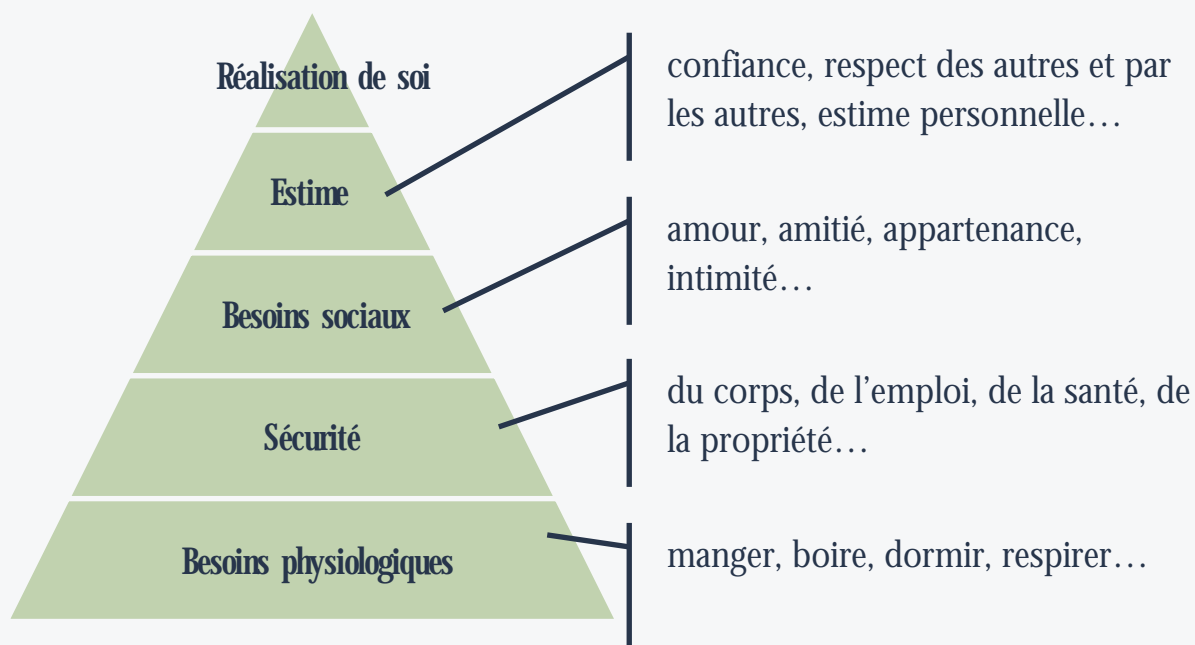 Réalisation de soi
confiance, respect des autres et par
les autres, estime personnelle…
Estime
amour, amitié, appartenance,
intimité…
Besoins sociaux
du corps, de l’emploi, de la santé, de
la propriété…
Sécurité
manger, boire, dormir, respirer…
Besoins physiologiques